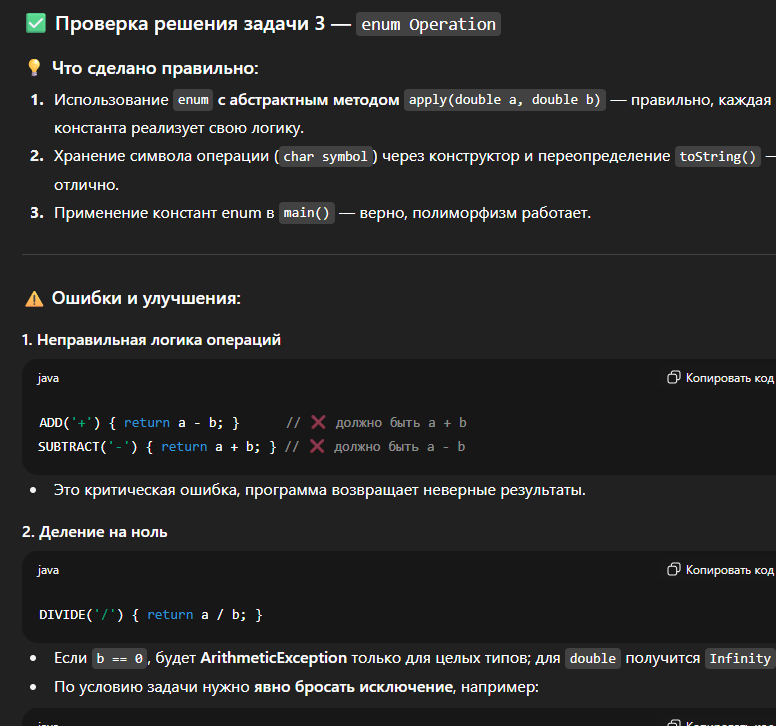 ✅ Проверка решения задачи 3 — enum Operation
💡 Что сделано правильно:
1. Использование enum с абстрактным методом apply(double a, double b) — правильно, каждая
константа реализует свою логику.
2. Хранение символа операции (char symbol) через конструктор и переопределение toString() —
отлично.
3. Применение констант enum в main() — верно, полиморфизм работает.
⚠️ Ошибки и улучшения:
1. Неправильная логика операций
java
Копировать код
ADD('+') { return a - b; } // ❌ должно быть a + b
SUBTRACT('-') { return a + b; } // ❌ должно быть a - b
• Это критическая ошибка, программа возвращает неверные результаты.
2. Деление на ноль
java
Копировать код
DIVIDE('/') { return a / b; }
• Если b == 0, будет ArithmeticException только для целых типов; для double получится Infinity
• По условию задачи нужно явно бросать исключение, например: